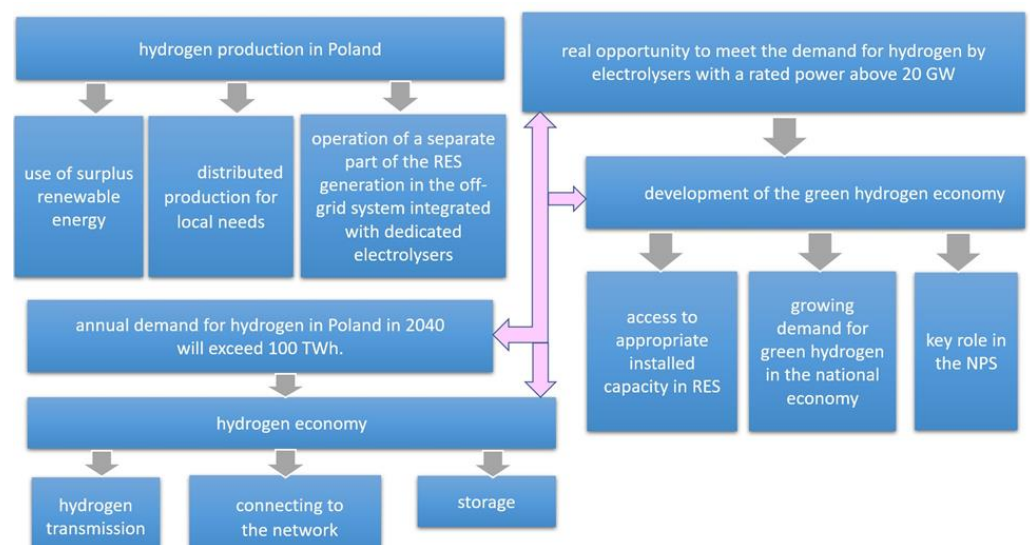 hydrogen production in Poland
use of surplus
renewable
energy
distributed
production for
local needs
operation of a separate
part of the RES
generation in the off-
grid system integrated
with dedicated
electrolysers
annual demand for hydrogen in Poland in 2040
will exceed 100 TWh.
hydrogen economy
hydrogen
transmission
connecting to
the network
storage
real opportunity to meet the demand for hydrogen by
electrolysers with a rated power above 20 GW
development of the green hydrogen economy
access to
appropriate
installed
capacity in RES
growing
demand for
green hydrogen
in the national
economy
key role in
the NPS